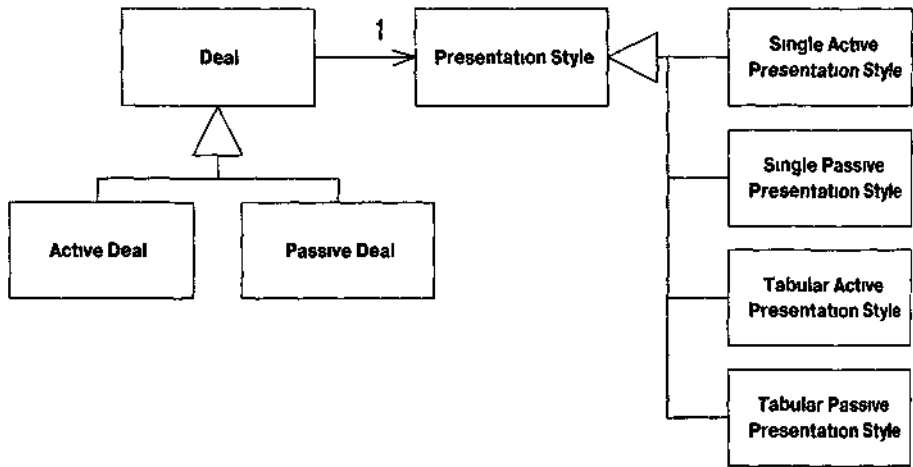 1
Deal
Presentation Style
Single Active
Presentation Style
Single Passive
Presentation Style
Active Deal
Passive Deal
Tabular Active
Presentation Style
Tabular Passive
Presentation Style